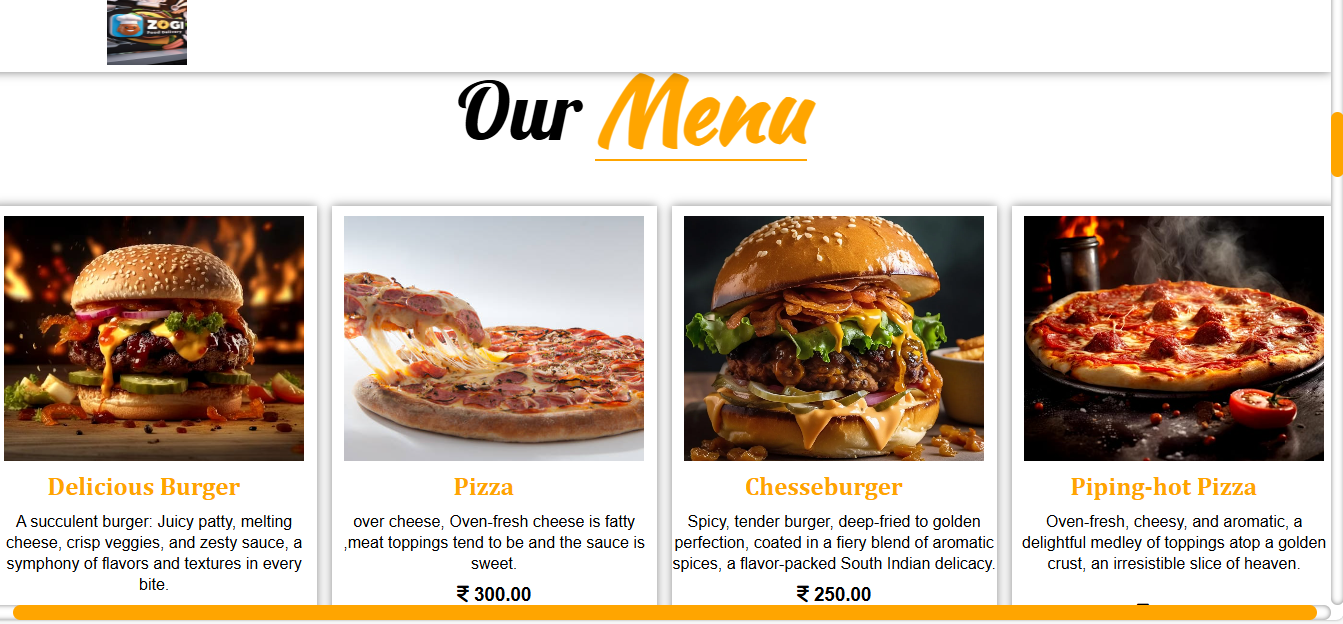 ZOGI
Food Delivery
Our Menu
Delicious Burger
A succulent burger: Juicy patty, melting
cheese, crisp veggies, and zesty sauce, a
symphony of flavors and textures in every
bite.
Pizza
over cheese, Oven-fresh cheese is fatty
,meat toppings tend to be and the sauce is
sweet.
₹ 300.00
Chesseburger
Spicy, tender burger, deep-fried to golden
perfection, coated in a fiery blend of aromatic
spices, a flavor-packed South Indian delicacy.
₹ 250.00
Piping-hot Pizza
Oven-fresh, cheesy, and aromatic, a
delightful medley of toppings atop a golden
crust, an irresistible slice of heaven.